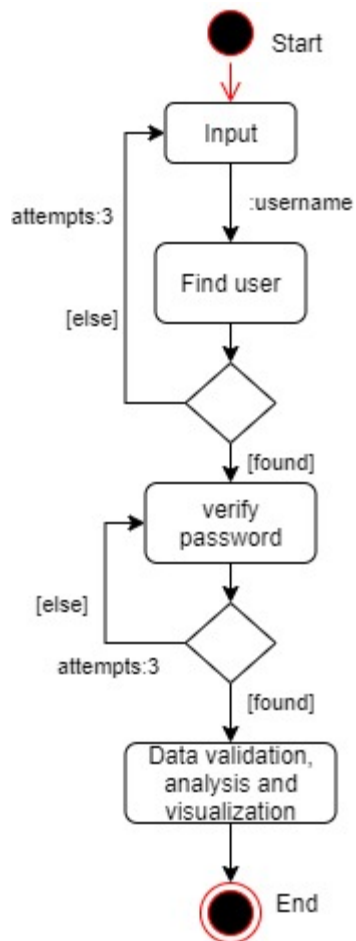 Start
Input
attempts:3
:username
Find user
[else]
[found]
verify
password
[else]
attempts:3
[found]
Data validation,
analysis and
visualization
End